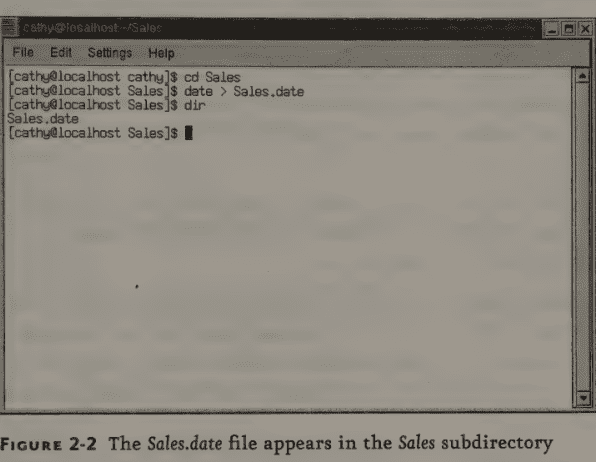 cathy@localhost:~/Sales
File Edit Settings Help
[cathy@localhost cathy]$ cd Sales
[cathy@localhost Sales]$ date > Sales.date
[cathy@localhost Sales]$ dir
Sales.date
[cathy@localhost Sales]$
FIGURE 2-2 The Sales.date file appears in the Sales subdirectory